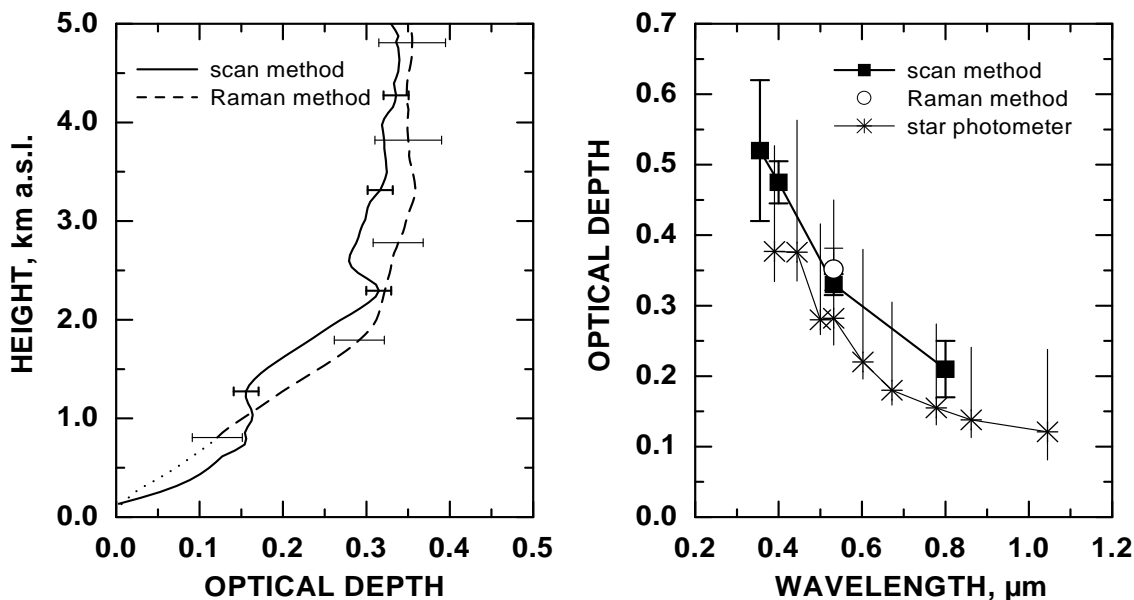 5.0
4.0
3.0
2.0
1.0
0.0
HEIGHT, km a.s.l.
scan method
Raman method
0.0 0.1 0.2 0.3 0.4 0.5
OPTICAL DEPTH
0.7
0.6
0.5
0.4
0.3
0.2
0.1
0.0
OPTICAL DEPTH
scan method
Raman method
star photometer
0.2 0.4 0.6 0.8 1.0 1.2
WAVELENGTH, µm